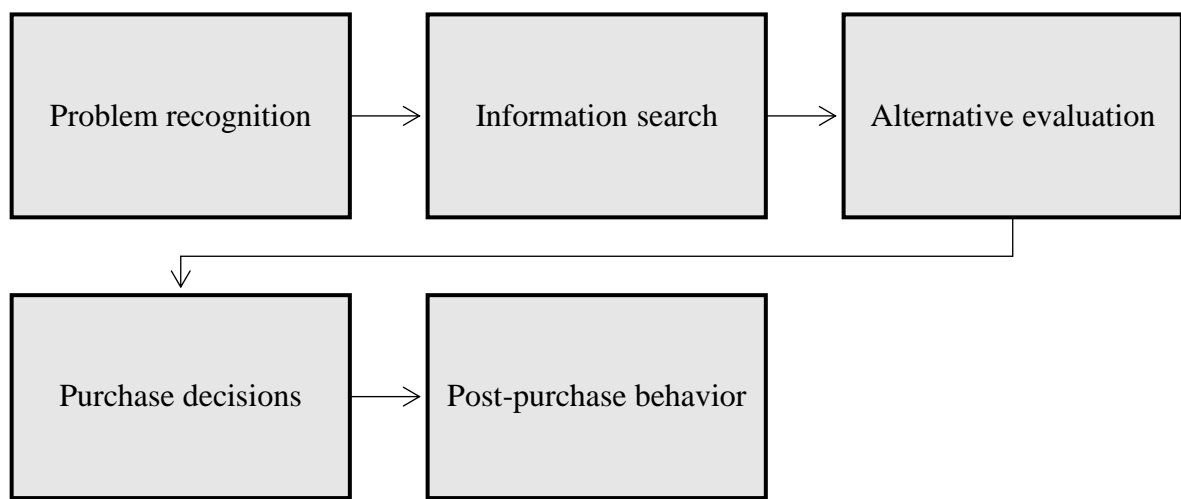 Problem recognition
Information search
Alternative evaluation
Purchase decisions
Post-purchase behavior